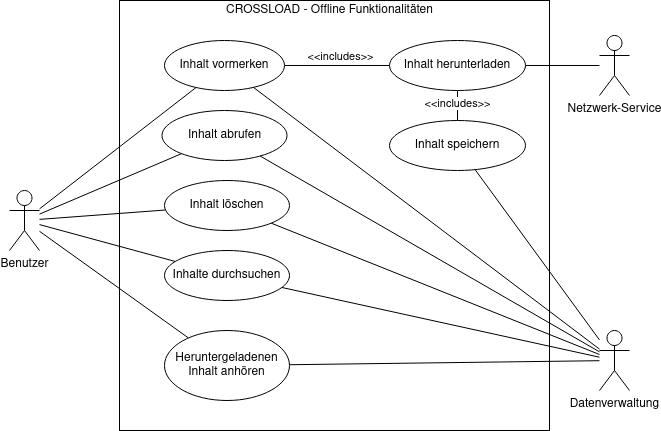 CROSSLOAD - Offline Funktionalitäten
Inhalt vormerken
<<includes>>
Inhalt herunterladen
Netzwerk-Service
<<includes>>
Inhalt abrufen
Inhalt speichern
Inhalt löschen
Benutzer
Inhalte durchsuchen
Heruntergeladenen
Inhalt anhören
Datenverwaltung